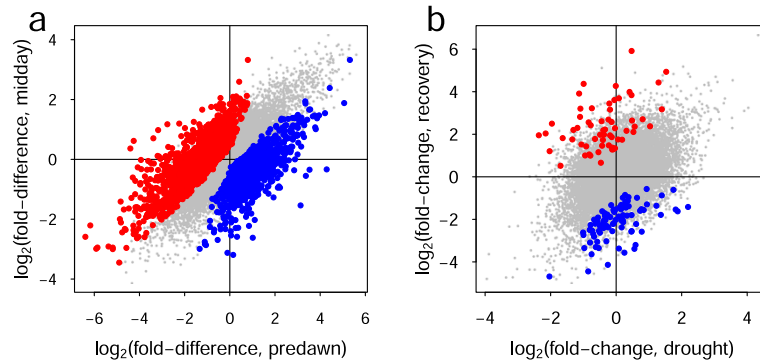 a
log2(fold−difference, midday)
4
2
0
−2
−4
−6 −4 −2 0 2 4 6
log2(fold−difference, predawn)
b
log2(fold−change, recovery)
6
4
2
0
−2
−4
−4 −2 0 2 4
log2(fold−change, drought)